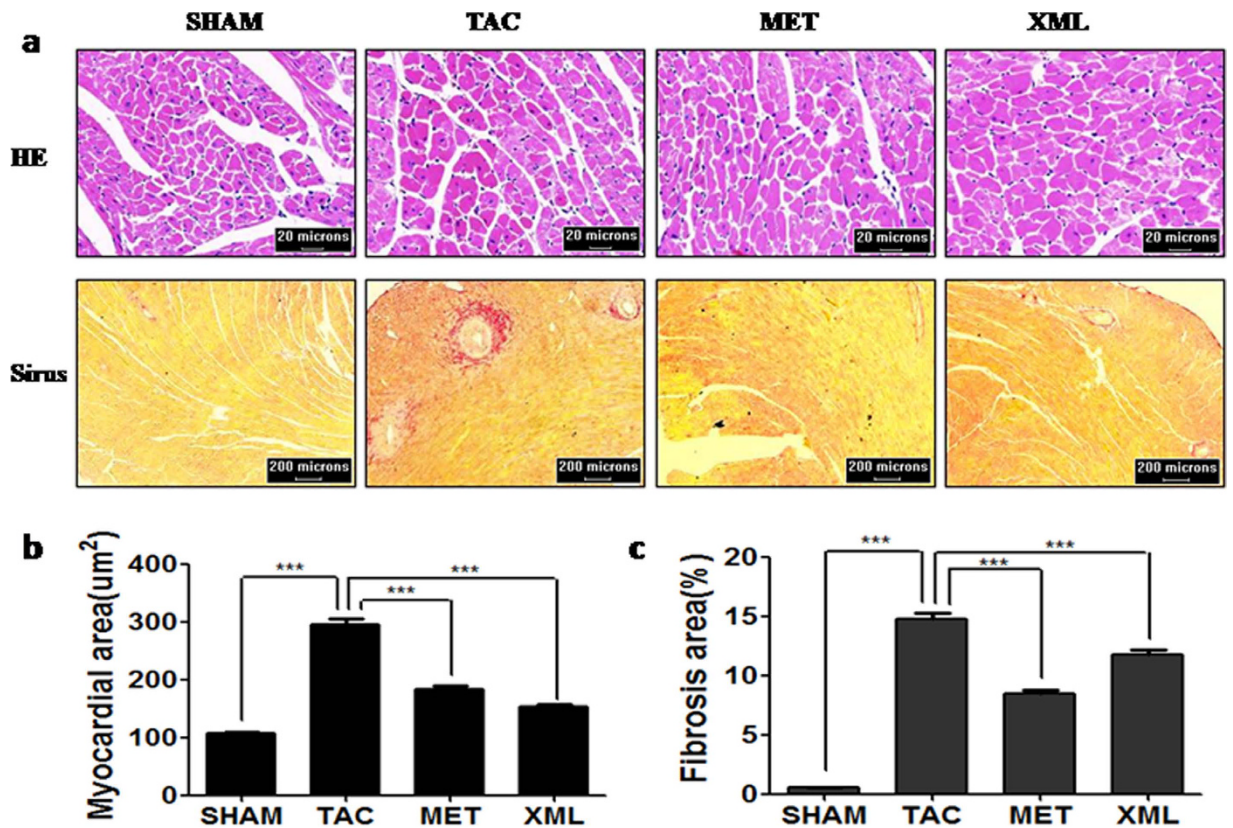 SHAM TAC MET XML
a
HE
20 microns 20 microns 20 microns 20 microns
Sirus
200 microns 200 microns 200 microns 200 microns
b
Myocardial area(um²)
400
300
200
100
0
*** *** ***
SHAM TAC MET XML
c
Fibrosis area(%)
20
15
10
5
0
*** *** ***
SHAM TAC MET XML